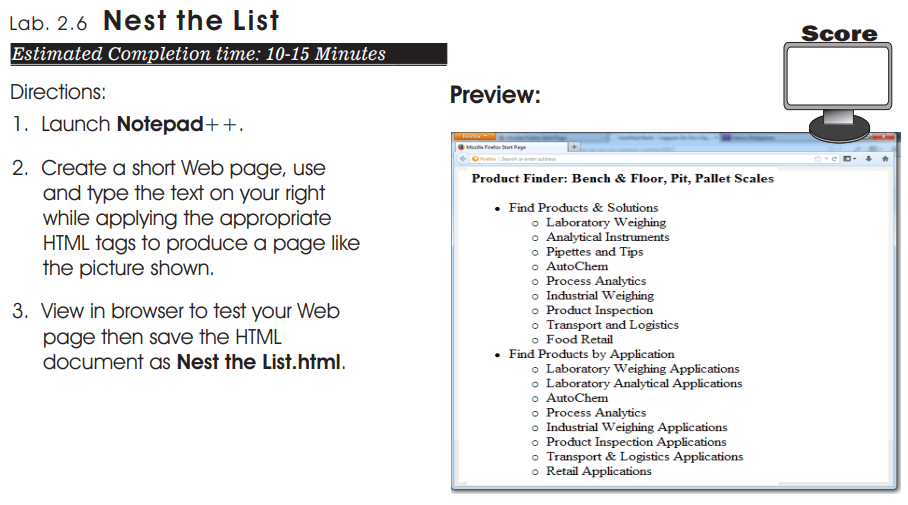 Lab. 2.6 Nest the List
Estimated Completion time: 10-15 Minutes
Score
Directions:
1. Launch Notepad++.
2. Create a short Web page, use
and type the text on your right
while applying the appropriate
HTML tags to produce a page like
the picture shown.
3. View in browser to test your Web
page then save the HTML
document as Nest the List.html.
Preview:
Mozilla Firefox Start Page
Firefox
Search or enter address
Product Finder: Bench & Floor, Pit, Pallet Scales
Find Products & Solutions
Laboratory Weighing
Analytical Instruments
Pipettes and Tips
AutoChem
Process Analytics
Industrial Weighing
Product Inspection
Transport and Logistics
Food Retail
Find Products by Application
Laboratory Weighing Applications
Laboratory Analytical Applications
AutoChem
Process Analytics
Industrial Weighing Applications
Product Inspection Applications
Transport & Logistics Applications
Retail Applications